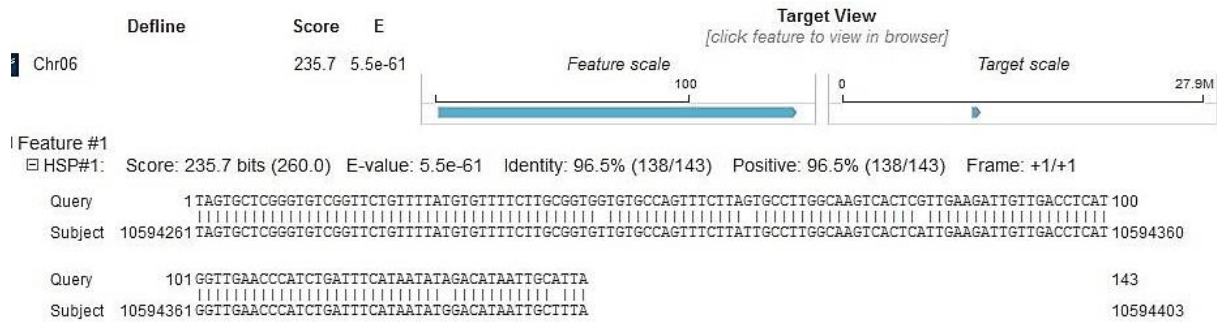 Defline Score E Target View
[click feature to view in browser]
Chr06 235.7 5.5e-61 Feature scale Target scale
100 0 27.9M
Feature #1
HSP#1: Score: 235.7 bits (260.0) E-value: 5.5e-61 Identity: 96.5% (138/143) Positive: 96.5% (138/143) Frame: +1/+1
Query 1 TAGTGCTCGGGTGTCGGTTCTGTTTTATGTGTTTTCTTGCGGTGGTGTGCCAGTTTCTTAGTGCCTTGGCAAGTCACTCGTTGAAGATTGTTGACCTCAT 100
Subject 10594261 TAGTGCTCGGGTGTCGGTTCTGTTTTATGTGTTTTCTTGCGGTGTTGTGCCAGTTTCTTATTGCCTTGGCAAGTCACTCATTGAAGATTGTTGACCTCAT 10594360
Query 101 GGTTGAACCCATCTGATTTCATAATATAGACATAATTGCATTA 143
Subject 10594361 GGTTGAACCCATCTGATTTCATAATATGGACATAATTGCTTTA 10594403